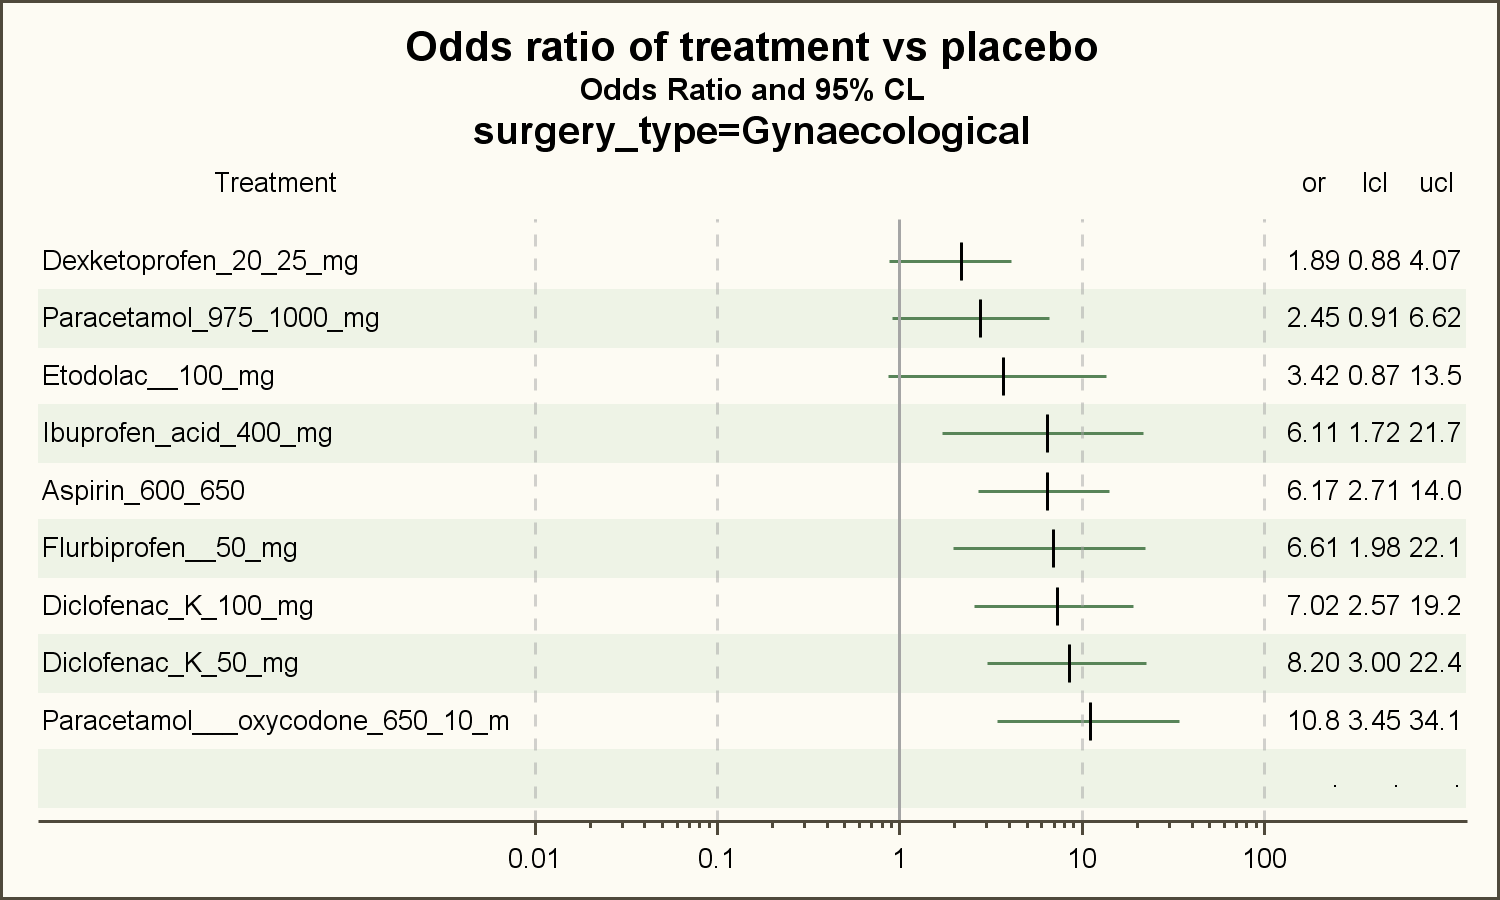 Odds ratio of treatment vs placebo
Odds Ratio and 95% CL
surgery_type=Gynaecological
Treatment or lcl ucl
Dexketoprofen_20_25_mg 1.89 0.88 4.07
Paracetamol_975_1000_mg 2.45 0.91 6.62
Etodolac__100_mg 3.42 0.87 13.5
Ibuprofen_acid_400_mg 6.11 1.72 21.7
Aspirin_600_650 6.17 2.71 14.0
Flurbiprofen__50_mg 6.61 1.98 22.1
Diclofenac_K_100_mg 7.02 2.57 19.2
Diclofenac_K_50_mg 8.20 3.00 22.4
Paracetamol___oxycodone_650_10_m 10.8 3.45 34.1
. . .
0.01 0.1 1 10 100